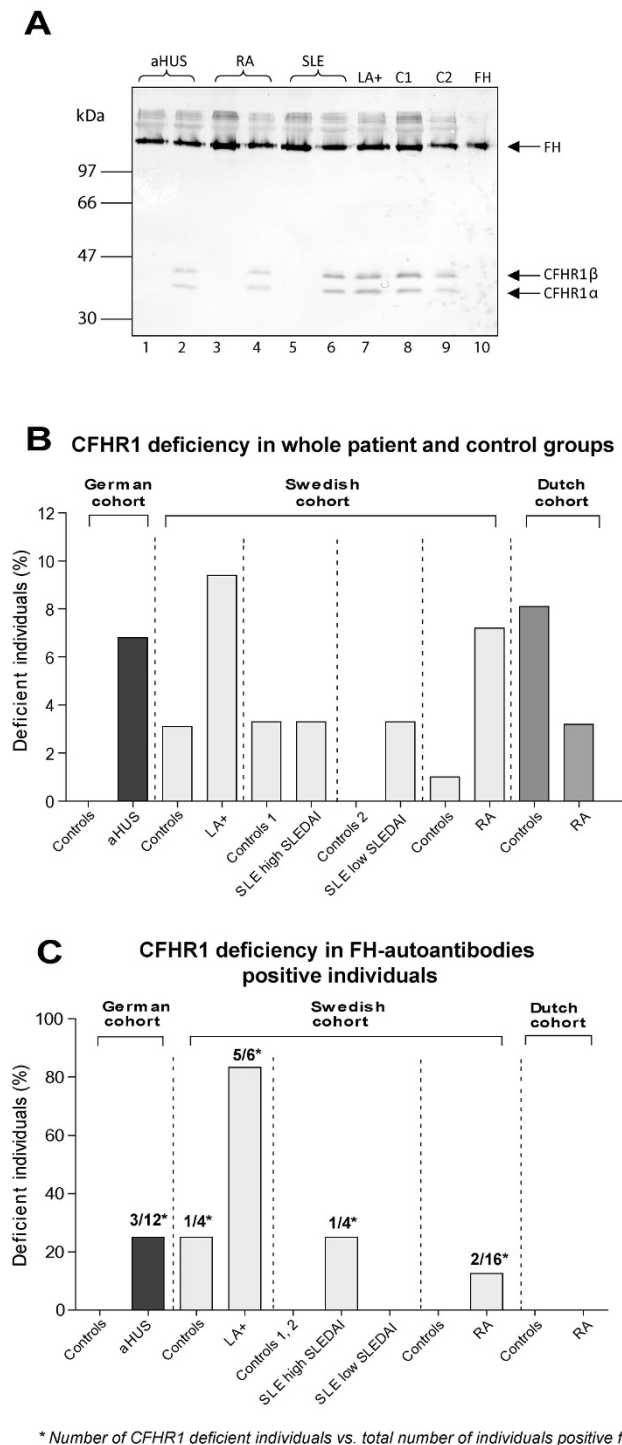 A
aHUS RA SLE LA+ C1 C2 FH
kDa
97
66
47
30
FH
CFHR1β
CFHR1α
1 2 3 4 5 6 7 8 9 10
B CFHR1 deficiency in whole patient and control groups
German cohort
Swedish cohort
Dutch cohort
Deficient individuals (%)
12
10
8
6
4
2
0
Controls
aHUS
Controls
LA+
Controls 1
SLE high SLEDAI
Controls 2
SLE low SLEDAI
Controls
RA
Controls
RA
C CFHR1 deficiency in FH-autoantibodies
positive individuals
German cohort
Swedish cohort
Dutch cohort
Deficient individuals (%)
100
80
60
40
20
0
3/12*
1/4*
5/6*
1/4*
2/16*
Controls
aHUS
Controls
LA+
Controls 1, 2
SLE high SLEDAI
SLE low SLEDAI
Controls
RA
Controls
RA
* Number of CFHR1 deficient individuals vs. total number of individuals positive f